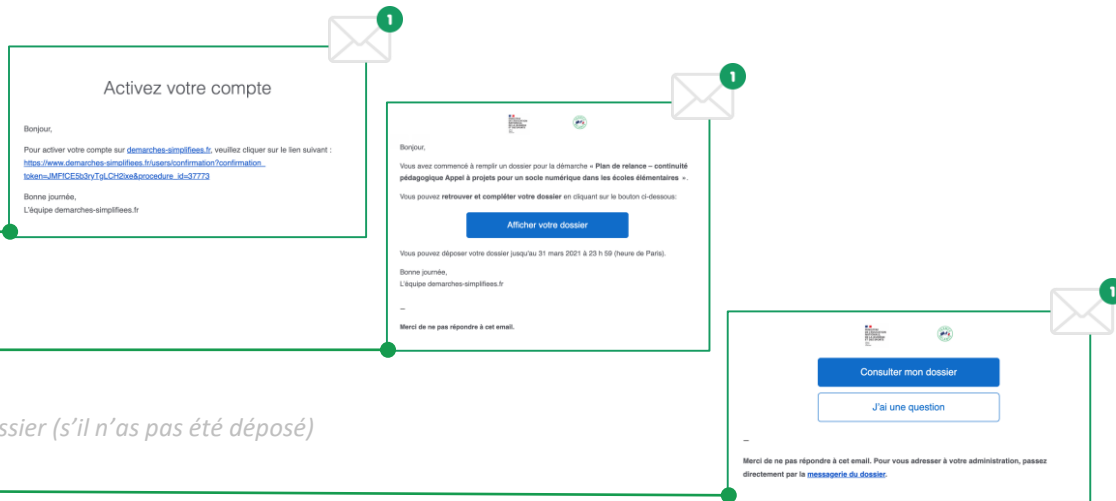 1
Activez votre compte
Bonjour,
Pour activer votre compte sur demarches-simplifiees.fr, veuillez cliquer sur le lien suivant :
https://www.demarches-simplifiees.fr/users/confirmation?confirmation_
token=JMFfCE5b3ryTgLCH2ixe&procedure_id=37773
Bonne journée,
L'équipe demarches-simplifiees.fr
1
Bonjour,
Vous avez commencé à remplir un dossier pour la démarche « Plan de relance – continuité
pédagogique Appel à projets pour un socle numérique dans les écoles élémentaires ».
Vous pouvez retrouver et compléter votre dossier en cliquant sur le bouton ci-dessous:
Afficher votre dossier
Vous pouvez déposer votre dossier jusqu'au 31 mars 2021 à 23 h 59 (heure de Paris).
Bonne journée,
L'équipe demarches-simplifiees.fr
—
Merci de ne pas répondre à cet email.
1
Consulter mon dossier
J'ai une question
—
Merci de ne pas répondre à cet email. Pour vous adresser à votre administration, passez
directement par la messagerie du dossier.
ssier (s'il n'as pas été déposé)